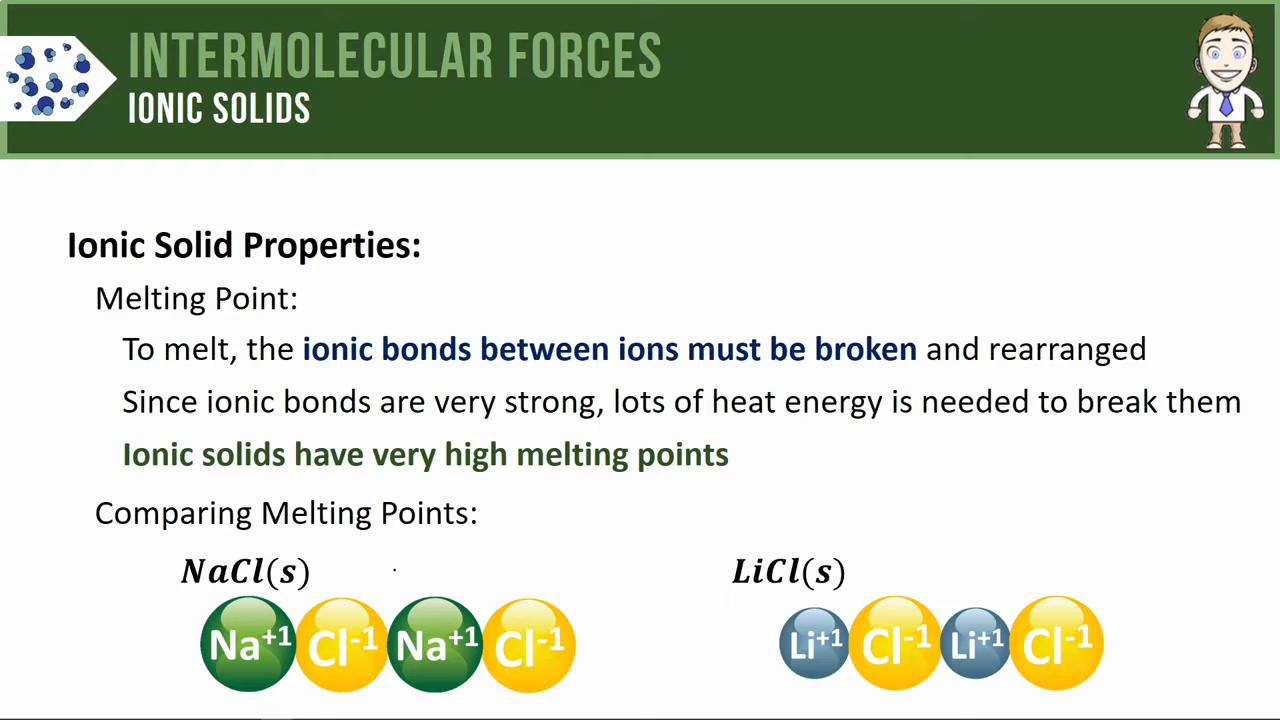 INTERMOLECULAR FORCES
IONIC SOLIDS
Ionic Solid Properties:
Melting Point:
To melt, the ionic bonds between ions must be broken and rearranged
Since ionic bonds are very strong, lots of heat energy is needed to break them
Ionic solids have very high melting points
Comparing Melting Points:
NaCl(s) LiCl(s)
Na⁺¹ Cl⁻¹ Na⁺¹ Cl⁻¹ Li⁺¹ Cl⁻¹ Li⁺¹ Cl⁻¹